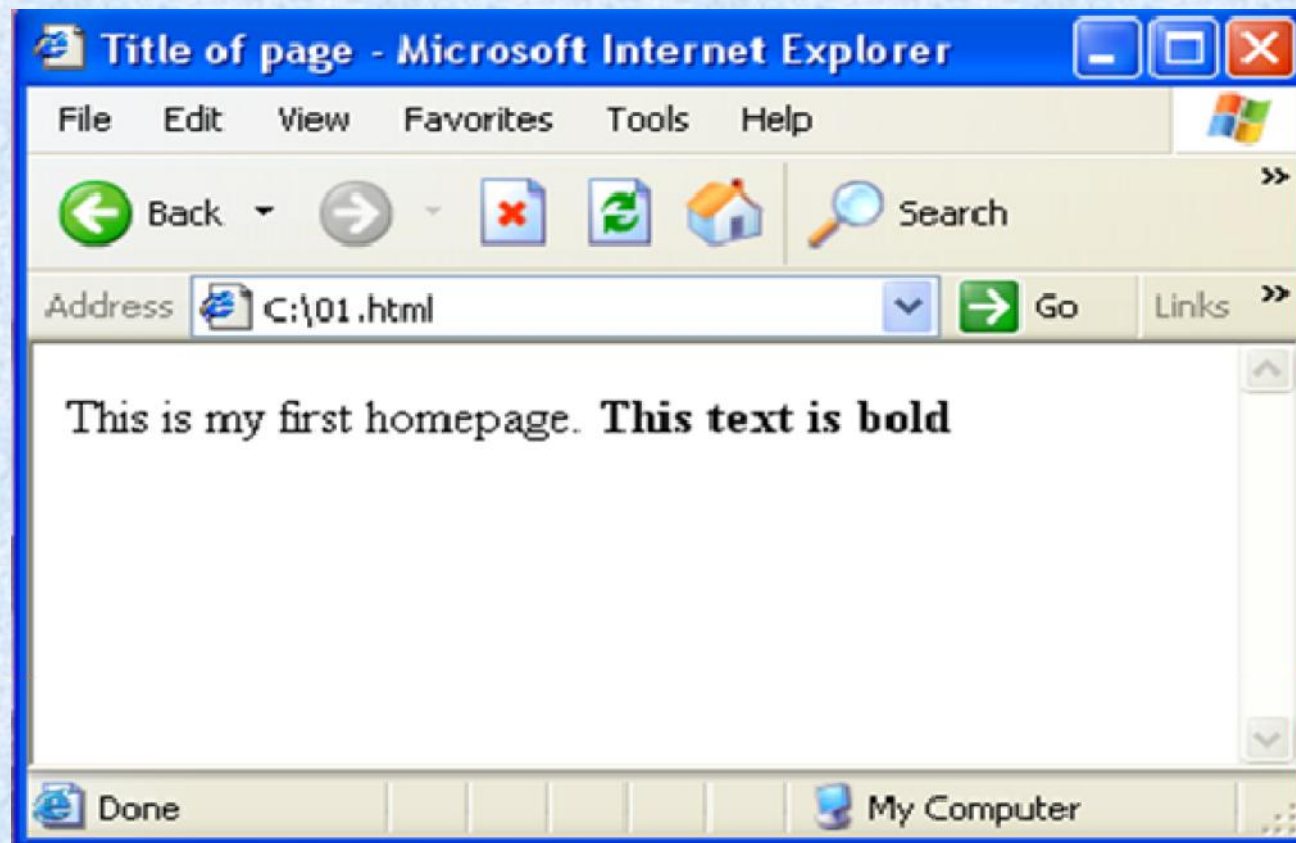 Title of page - Microsoft Internet Explorer
File Edit View Favorites Tools Help
Back Search »
Address C:\01.html Go Links »
This is my first homepage. This text is bold
Done My Computer